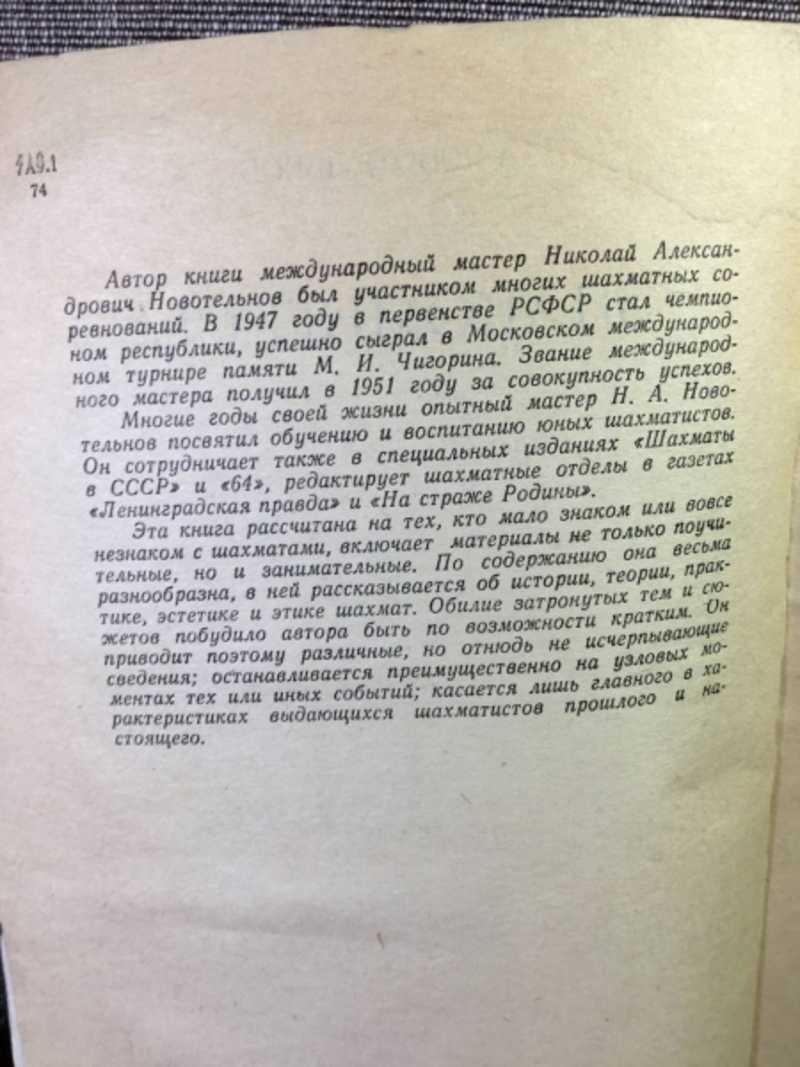 7А9.1
74
Автор книги международный мастер Николай Алексан-
дрович Новотельнов был участником многих шахматных со-
ревнований. В 1947 году в первенстве РСФСР стал чемпио-
ном республики, успешно сыграл в Московском международ-
ном турнире памяти М. И. Чигорина. Звание международ-
ного мастера получил в 1951 году за совокупность успехов.
Многие годы своей жизни опытный мастер Н. А. Ново-
тельнов посвятил обучению и воспитанию юных шахматистов.
Он сотрудничает также в специальных изданиях «Шахматы
в СССР» и «64», редактирует шахматные отделы в газетах
«Ленинградская правда» и «На страже Родины».
Эта книга рассчитана на тех, кто мало знаком или вовсе
незнаком с шахматами, включает материалы не только поучи-
тельные, но и занимательные. По содержанию она весьма
разнообразна, в ней рассказывается об истории, теории, прак-
тике, эстетике и этике шахмат. Обилие затронутых тем и сю-
жетов побудило автора быть по возможности кратким. Он
приводит поэтому различные, но отнюдь не исчерпывающие
сведения; останавливается преимущественно на узловых мо-
ментах тех или иных событий; касается лишь главного в ха-
рактеристиках выдающихся шахматистов прошлого и на-
стоящего.